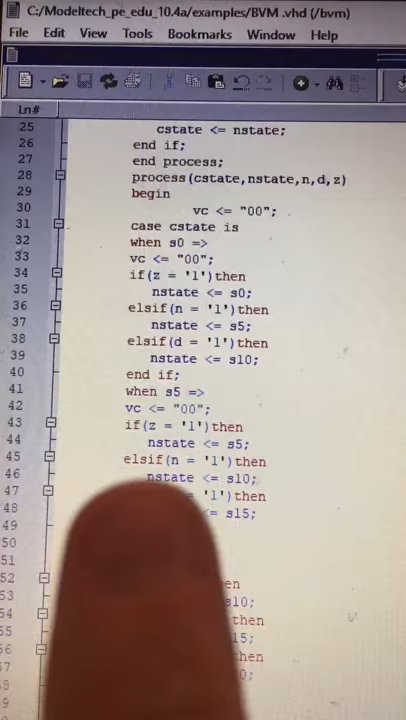 C:/Modeltech_pe_edu_10.4a/examples/BVM .vhd (/bvm)
File Edit View Tools Bookmarks Window Help
Ln#
25 cstate <= nstate;
26 end if;
27 end process;
28 process(cstate,nstate,n,d,z)
29 begin
30 vc <= "00";
31 case cstate is
32 when s0 =>
33 vc <= "00";
34 if(z = '1')then
35 nstate <= s0;
36 elsif(n = '1')then
37 nstate <= s5;
38 elsif(d = '1')then
39 nstate <= s10;
40 end if;
41 when s5 =>
42 vc <= "00";
43 if(z = '1')then
44 nstate <= s5;
45 elsif(n = '1')then
46 nstate <= s10;
47 = '1')then
48 <= s15;
49
50
51
52 en
53 s10;
54 then
55 15;
56 then
57 0;